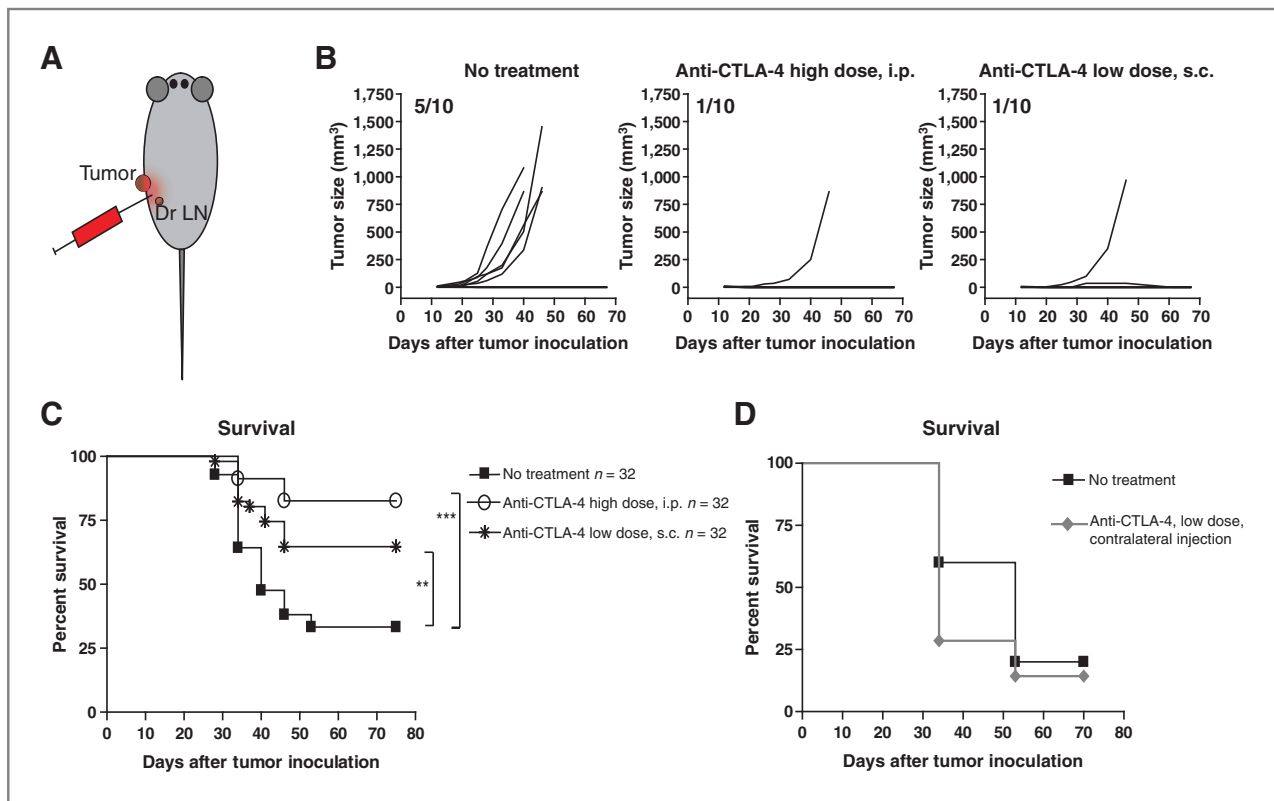 A
Tumor
Dr LN
B
No treatment
5/10
Tumor size (mm³)
1,750
1,500
1,250
1,000
750
500
250
0
0 10 20 30 40 50 60 70
Days after tumor inoculation
Anti-CTLA-4 high dose, i.p.
1/10
Tumor size (mm³)
1,750
1,500
1,250
1,000
750
500
250
0
0 10 20 30 40 50 60 70
Days after tumor inoculation
Anti-CTLA-4 low dose, s.c.
1/10
Tumor size (mm³)
1,750
1,500
1,250
1,000
750
500
250
0
0 10 20 30 40 50 60 70
Days after tumor inoculation
C
Survival
Percent survival
100
75
50
25
0
0 10 20 30 40 50 60 70 80
Days after tumor inoculation
No treatment n = 32
Anti-CTLA-4 high dose, i.p. n = 32
Anti-CTLA-4 low dose, s.c. n = 32
***
**
D
Survival
Percent survival
100
75
50
25
0
0 10 20 30 40 50 60 70 80
Days after tumor inoculation
No treatment
Anti-CTLA-4, low dose,
contralateral injection